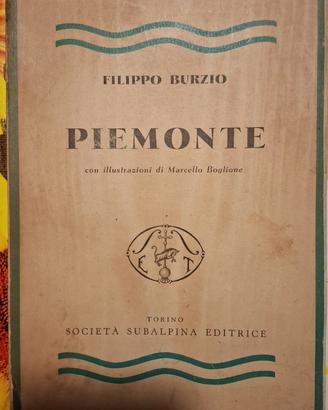 FILIPPO BURZIO
PIEMONTE
con illustrazioni di Marcello Boglione
E T
TORINO
SOCIETÀ SUBALPINA EDITRICE